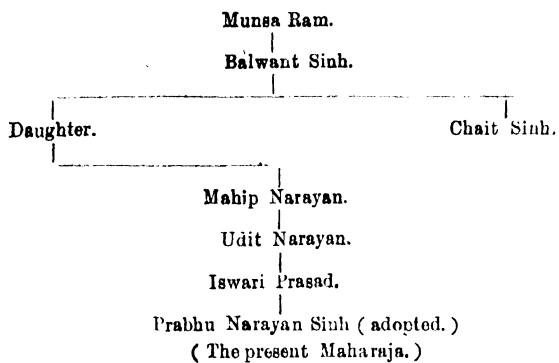 Munsa Ram.
Balwant Sinh.
Daughter. Chait Sinh.
Mahip Narayan.
Udit Narayan.
Iswari Prasad.
Prabhu Narayan Sinh ( adopted. )
( The present Maharaja. )